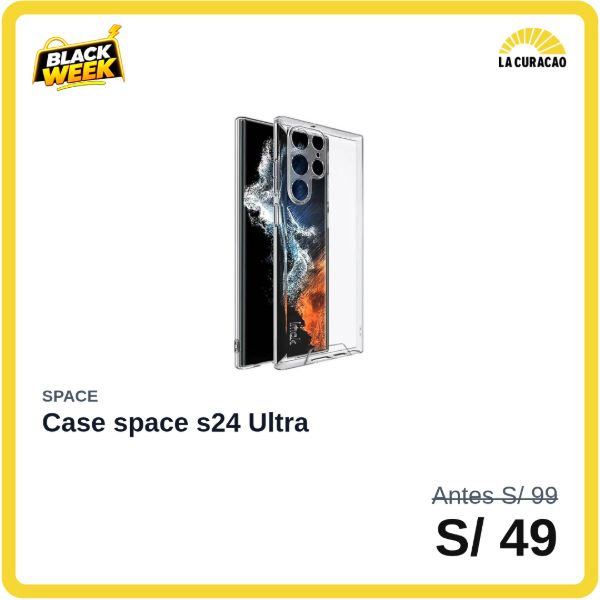 BLACK
WEEK
LA CURACAO
SPACE
Case space s24 Ultra
Antes S/ 99
S/ 49